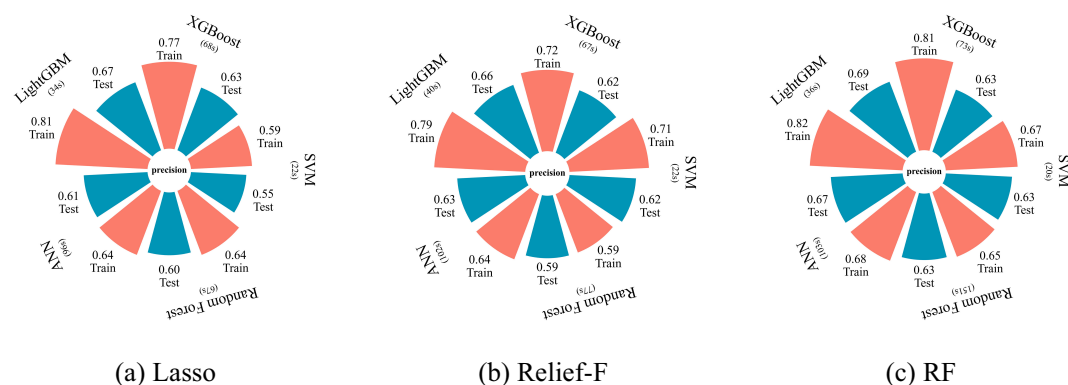 XGBoost
(68s)
0.77
Train
0.63
Test
0.59
Train
SVM
(22s)
0.55
Test
0.64
Train
Random Forest
(67s)
0.60
Test
0.64
Train
ANN
(96s)
0.61
Test
0.81
Train
LightGBM
(34s)
0.67
Test
precision
(a) Lasso
XGBoost
(67s)
0.72
Train
0.62
Test
0.71
Train
SVM
(22s)
0.62
Test
0.59
Train
Random Forest
(77s)
0.59
Test
0.64
Train
ANN
(102s)
0.63
Test
0.79
Train
LightGBM
(40s)
0.66
Test
precision
(b) Relief-F
XGBoost
(73s)
0.81
Train
0.63
Test
0.67
Train
SVM
(20s)
0.63
Test
0.65
Train
Random Forest
(151s)
0.63
Test
0.68
Train
ANN
(103s)
0.67
Test
0.82
Train
LightGBM
(36s)
0.69
Test
precision
(c) RF